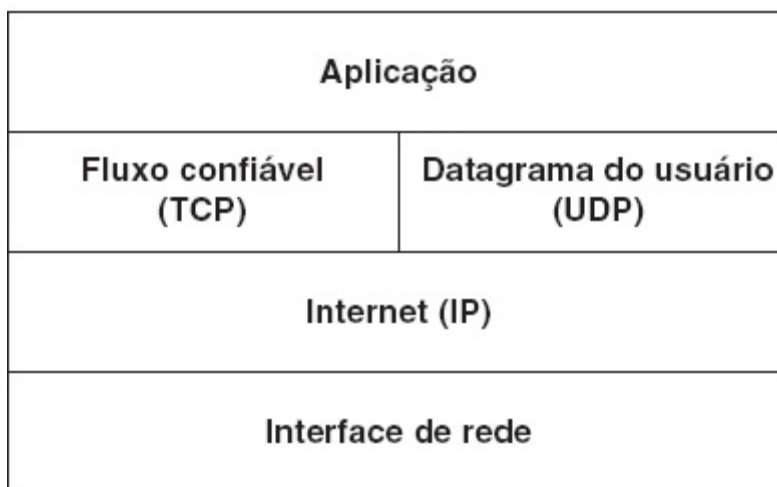 Aplicação
Fluxo confiável
(TCP)
Datagrama do usuário
(UDP)
Internet (IP)
Interface de rede